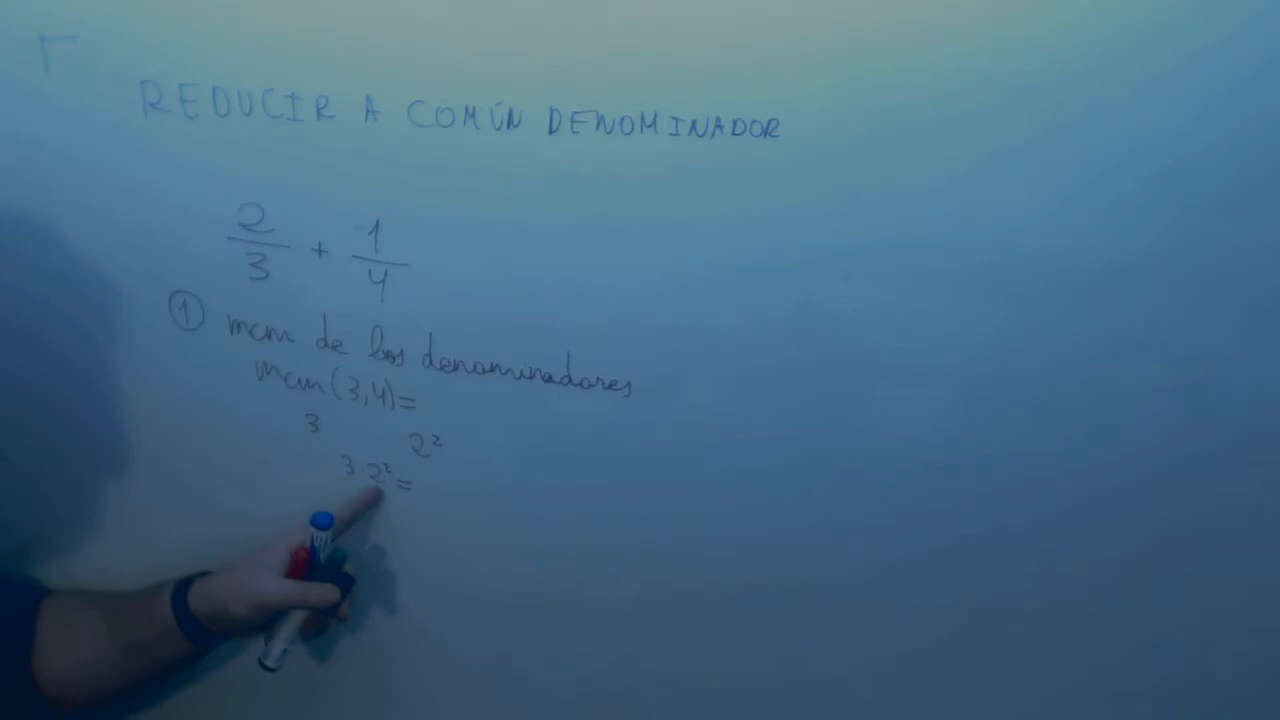 REDUCIR A COMÚN DENOMINADOR
2/3 + 1/4
① mcm de los denominadores
mcm(3,4)=
3 2²
3 2² =